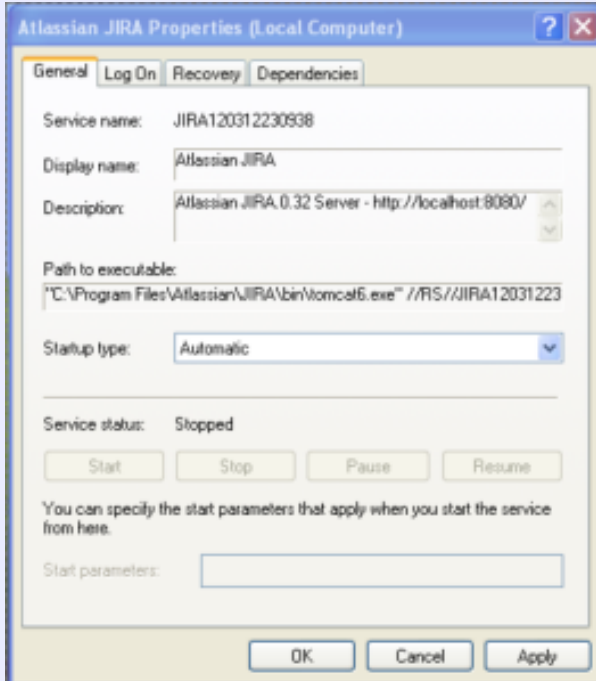 Atlassian JIRA Properties (Local Computer)
General Log On Recovery Dependencies
Service name: JIRA120312230938
Display name: Atlassian JIRA
Description: Atlassian JIRA.0.32 Server - http://localhost:8080/
Path to executable:
"C:\Program Files\Atlassian\JIRA\bin\tomcat6.exe" //RS//JIRA12031223
Startup type: Automatic
Service status: Stopped
Start Stop Pause Resume
You can specify the start parameters that apply when you start the service
from here.
Start parameters:
OK Cancel Apply